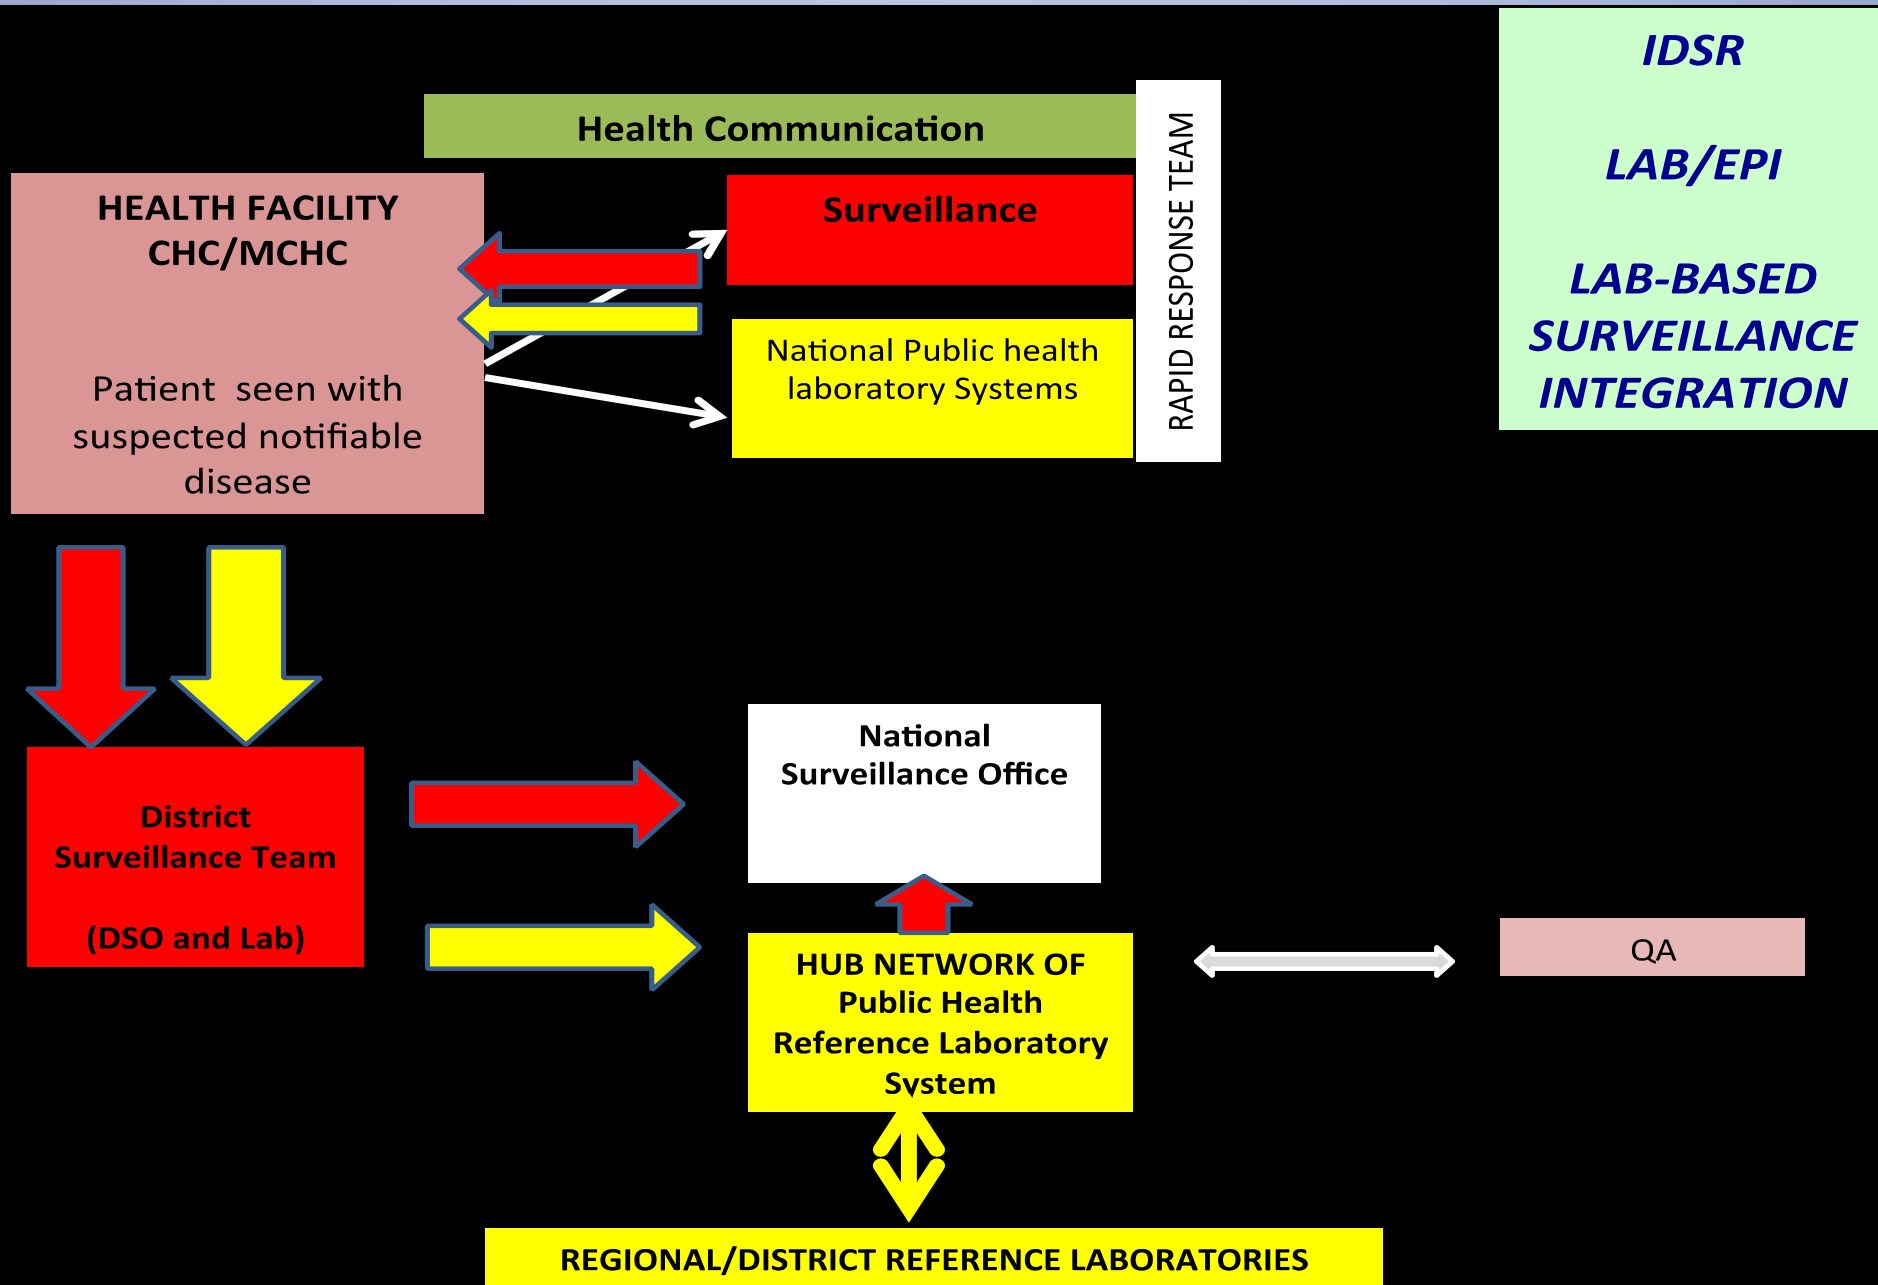 IDSR
LAB/EPI
LAB-BASED
SURVEILLANCE
INTEGRATION
Health Communication
RAPID RESPONSE TEAM
HEALTH FACILITY
CHC/MCHC
Patient seen with
suspected notifiable
disease
Surveillance
National Public health
laboratory Systems
District
Surveillance Team
(DSO and Lab)
National
Surveillance Office
HUB NETWORK OF
Public Health
Reference Laboratory
System
QA
REGIONAL/DISTRICT REFERENCE LABORATORIES